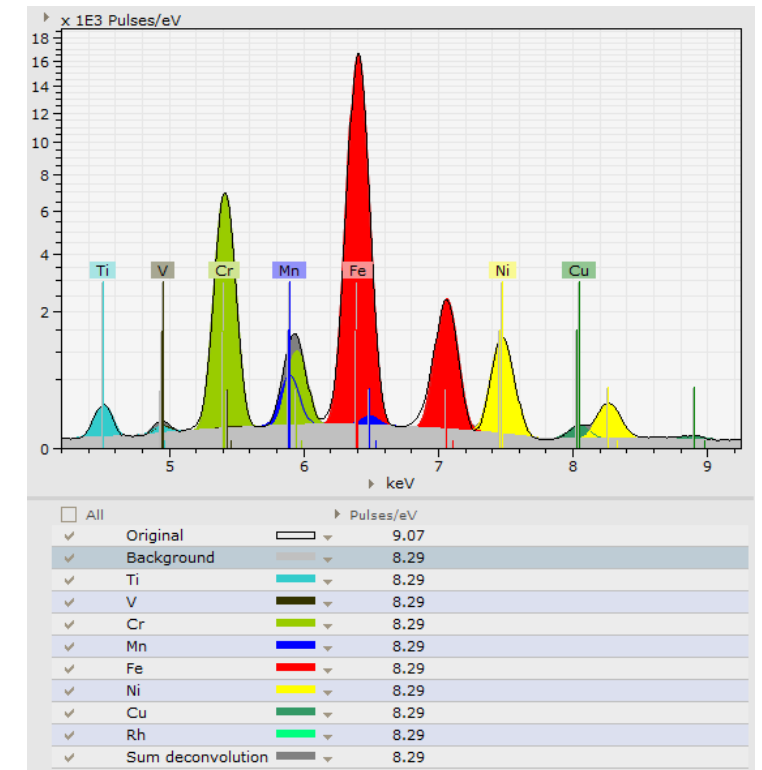 x 1E3 Pulses/eV
18
16
14
12
10
8
6
4
2
0
Ti V Cr Mn Fe Ni Cu
5 6 7 8 9
keV
All Pulses/eV
Original 9.07
Background 8.29
Ti 8.29
V 8.29
Cr 8.29
Mn 8.29
Fe 8.29
Ni 8.29
Cu 8.29
Rh 8.29
Sum deconvolution 8.29